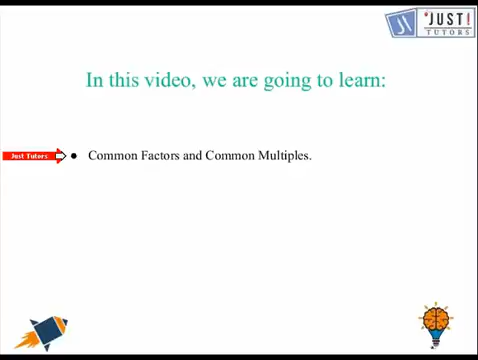 'JUST!
TUTORS
In this video, we are going to learn:
Just Tutors
• Common Factors and Common Multiples.